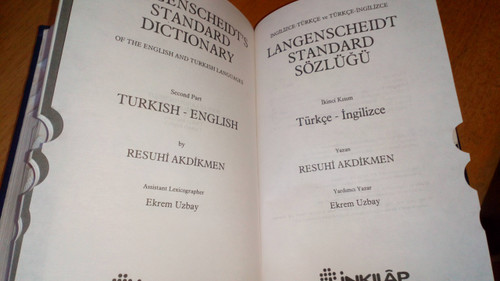 LANGENSCHEIDT'S
STANDARD
DICTIONARY
OF THE ENGLISH AND TURKISH LANGUAGES
Second Part
TURKISH - ENGLISH
by
RESUHİ AKDİKMEN
Assistant Lexicographer
Ekrem Uzbay
İNGİLİZCE-TÜRKÇE ve TÜRKÇE-İNGİLİZCE
LANGENSCHEIDT
STANDARD
SÖZLÜĞÜ
İkinci Kısım
Türkçe - İngilizce
Yazan
RESUHİ AKDİKMEN
Yardımcı Yazar
Ekrem Uzbay
İNKILÂP